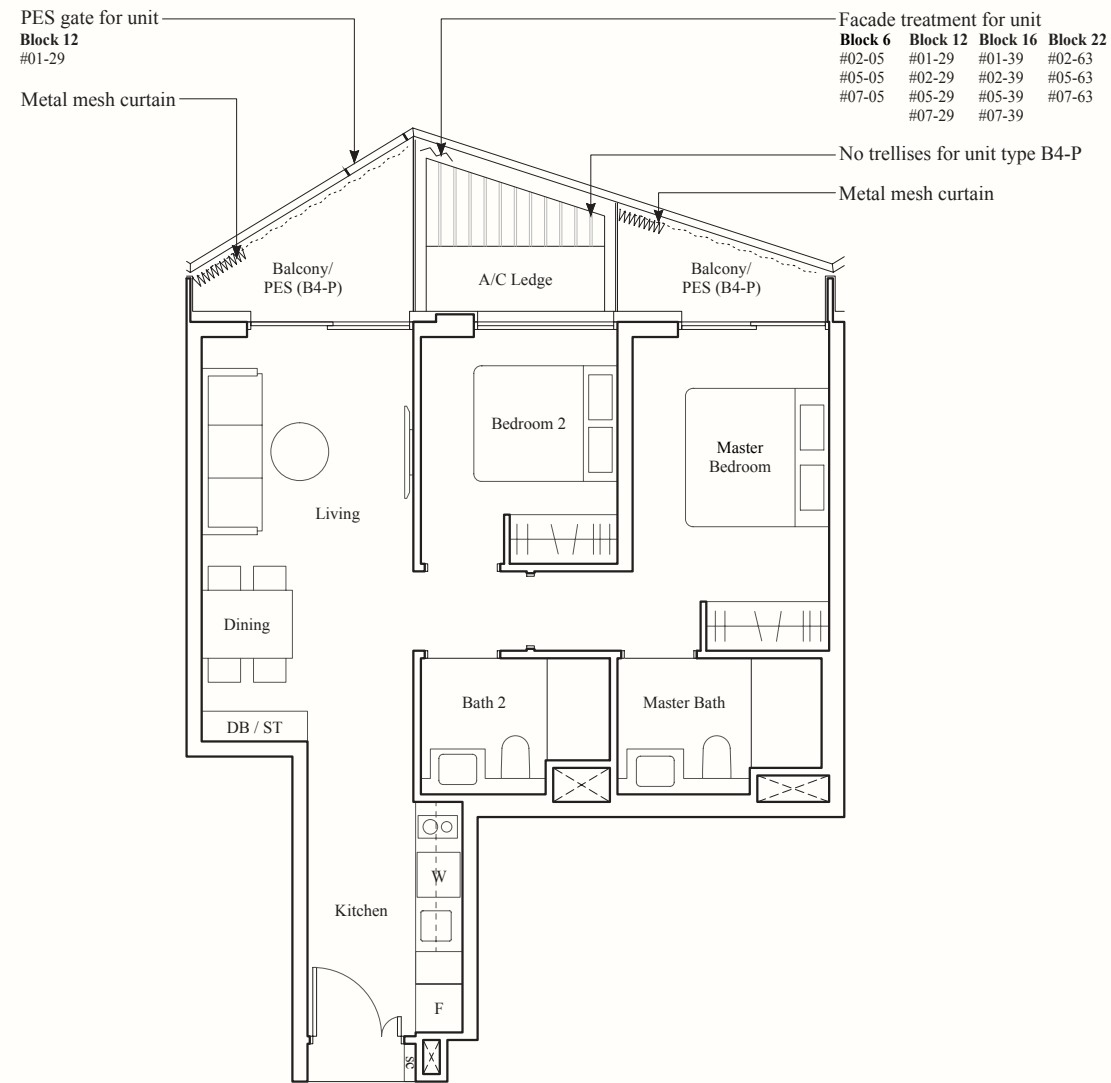 PES gate for unit
Block 12
#01-29
Metal mesh curtain
Facade treatment for unit
Block 6 Block 12 Block 16 Block 22
#02-05 #01-29 #01-39 #02-63
#05-05 #02-29 #02-39 #05-63
#07-05 #05-29 #05-39 #07-63
#07-29 #07-39
No trellises for unit type B4-P
Metal mesh curtain
Balcony/
PES (B4-P)
A/C Ledge
Balcony/
PES (B4-P)
Bedroom 2
Master
Bedroom
Living
Dining
DB / ST
Bath 2
Master Bath
W
Kitchen
F
SC